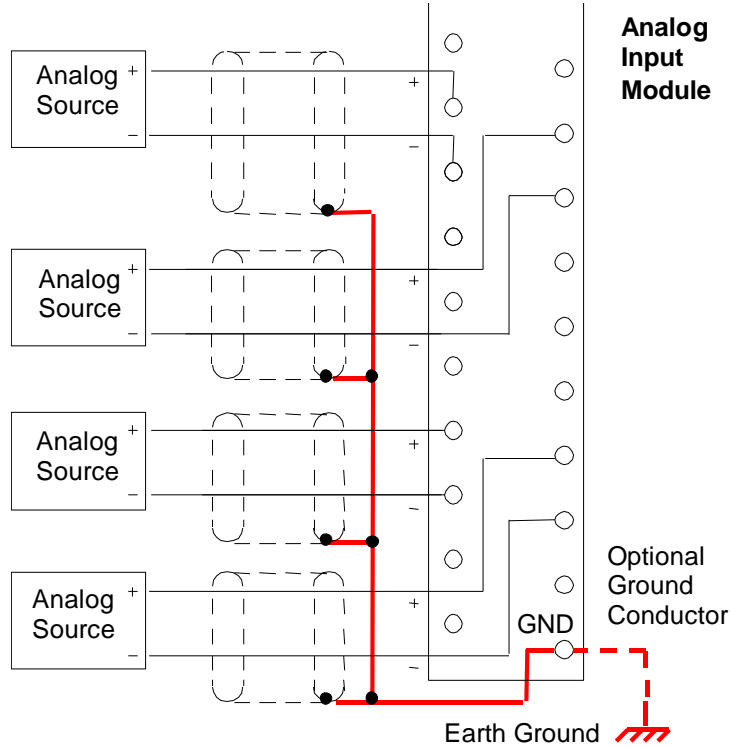 Analog
Input
Module
Analog
Source
+
−
+
−
Analog
Source
+
−
+
−
Analog
Source
+
−
+
−
Analog
Source
+
−
+
−
Optional
Ground
Conductor
GND
Earth Ground